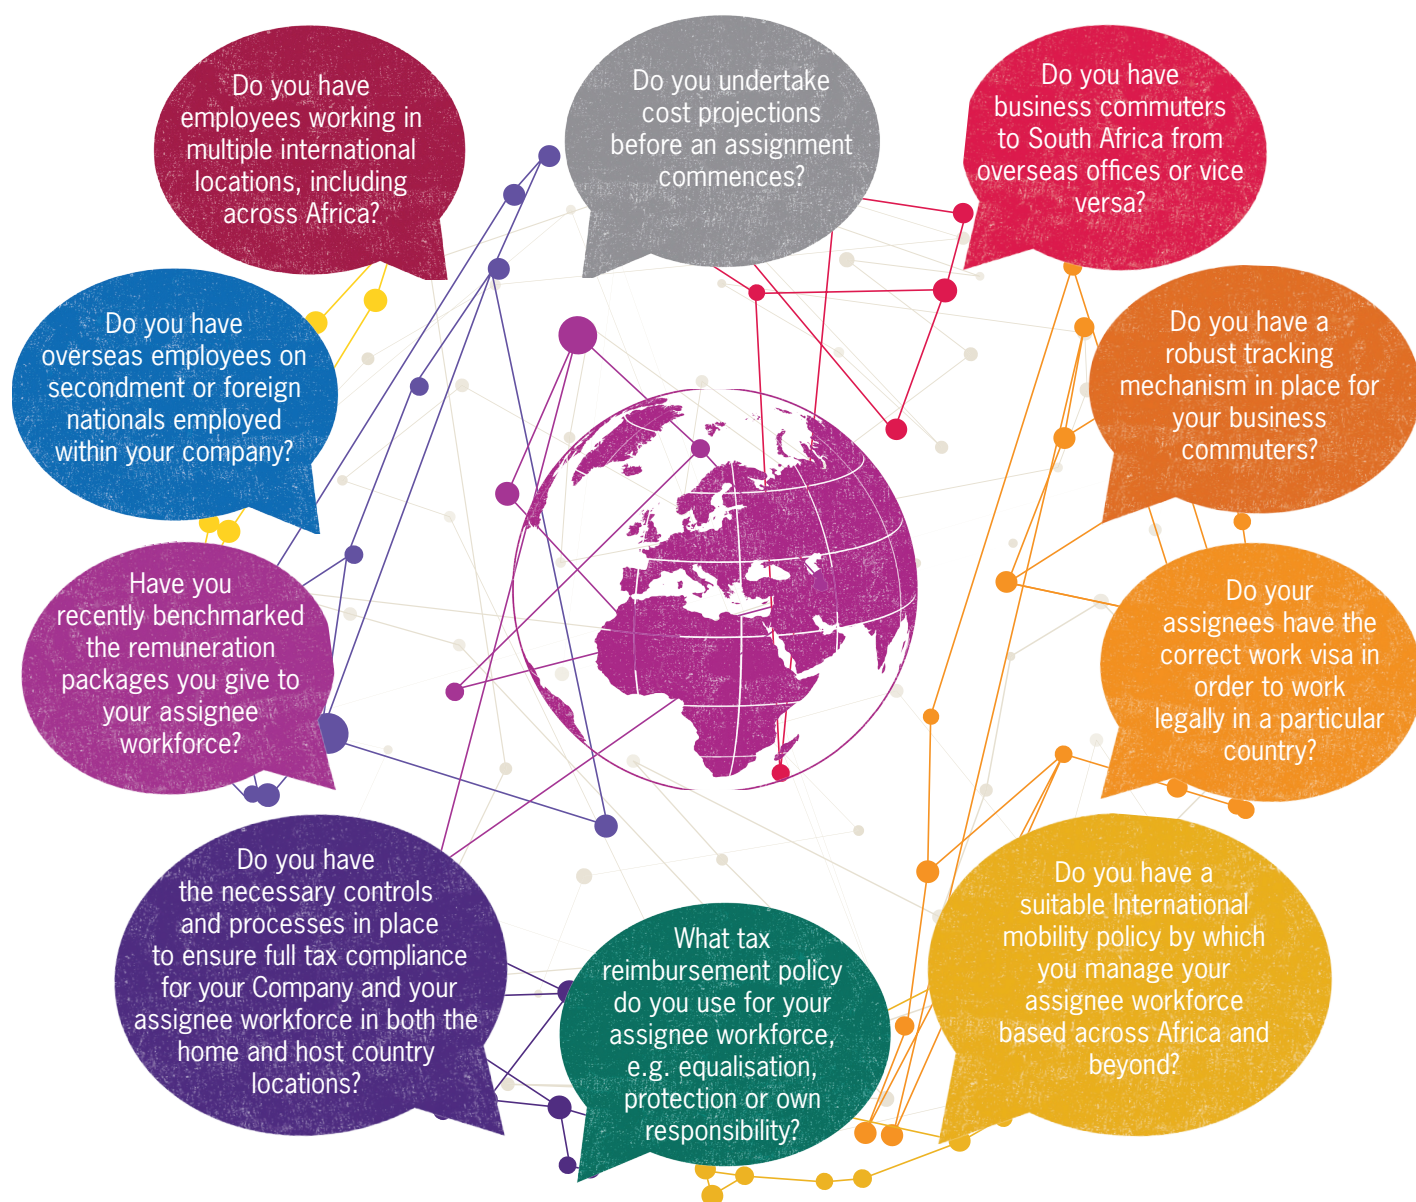 Do you have
employees working in
multiple international
locations, including
across Africa?
Do you undertake
cost projections
before an assignment
commences?
Do you have
business commuters
to South Africa from
overseas offices or vice
versa?
Do you have
overseas employees on
secondment or foreign
nationals employed
within your company?
Do you have a
robust tracking
mechanism in place for
your business
commuters?
Have you
recently benchmarked
the remuneration
packages you give to
your assignee
workforce?
Do your
assignees have the
correct work visa in
order to work
legally in a particular
country?
Do you have
the necessary controls
and processes in place
to ensure full tax compliance
for your Company and your
assignee workforce in both the
home and host country
locations?
What tax
reimbursement policy
do you use for your
assignee workforce,
e.g. equalisation,
protection or own
responsibility?
Do you have a
suitable International
mobility policy by which
you manage your
assignee workforce
based across Africa and
beyond?